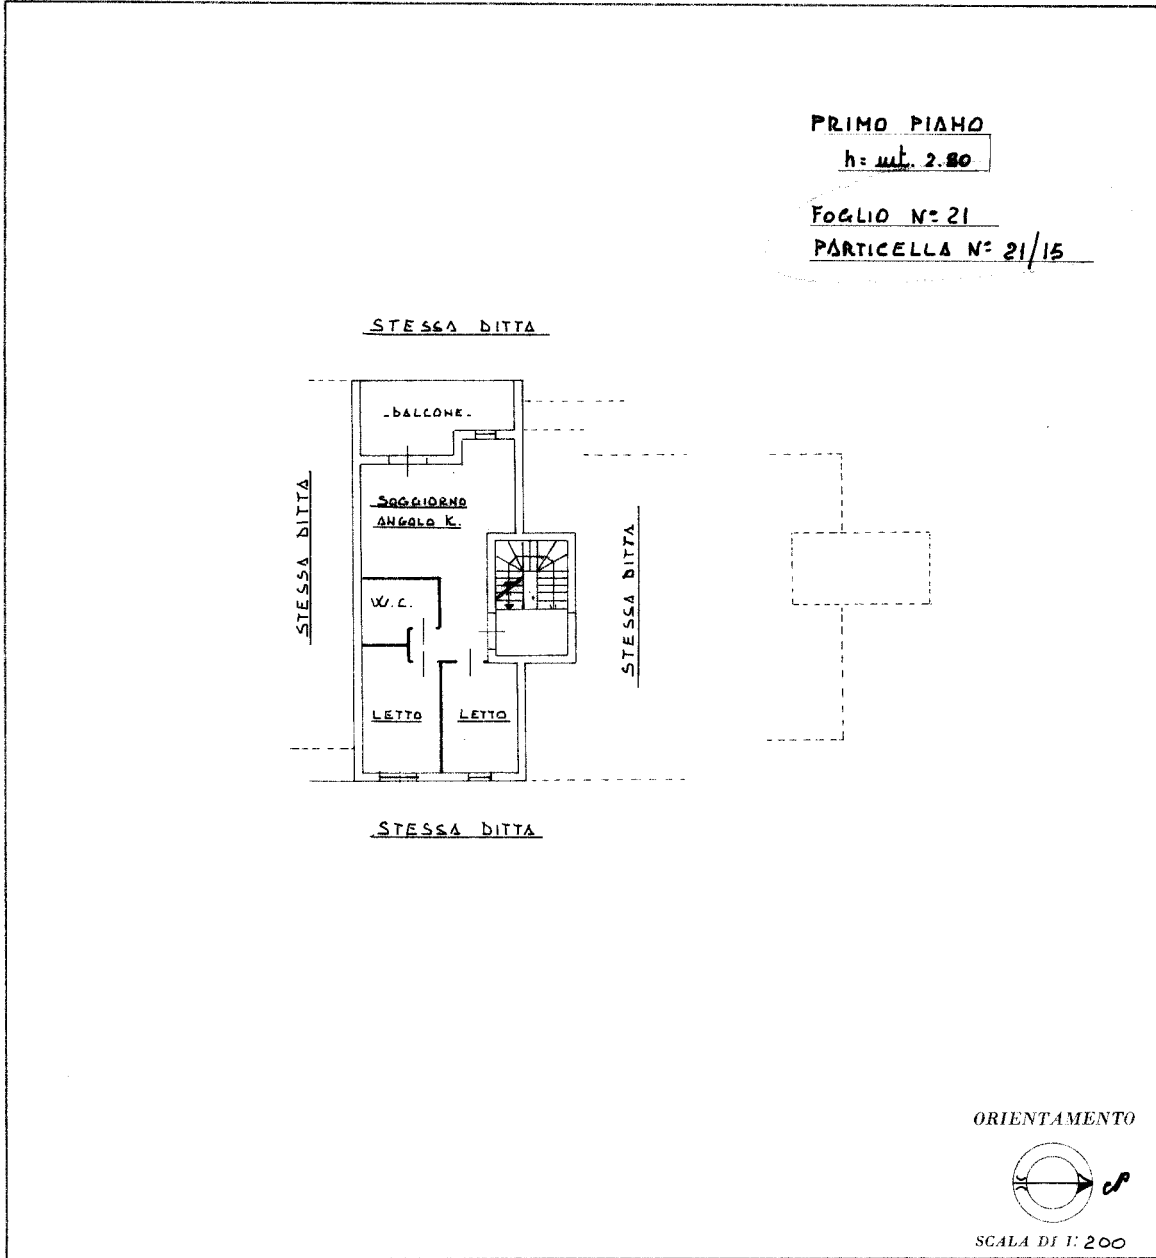 PRIMO PIANO
h= mt. 2.80
FOGLIO N° 21
PARTICELLA N° 21/15
STESSA DITTA
BALCONE
STESSA DITTA
SOGGIORNO
ANGOLO K.
STESSA DITTA
W.C.
LETTO LETTO
STESSA DITTA
ORIENTAMENTO
N
SCALA DI 1: 200